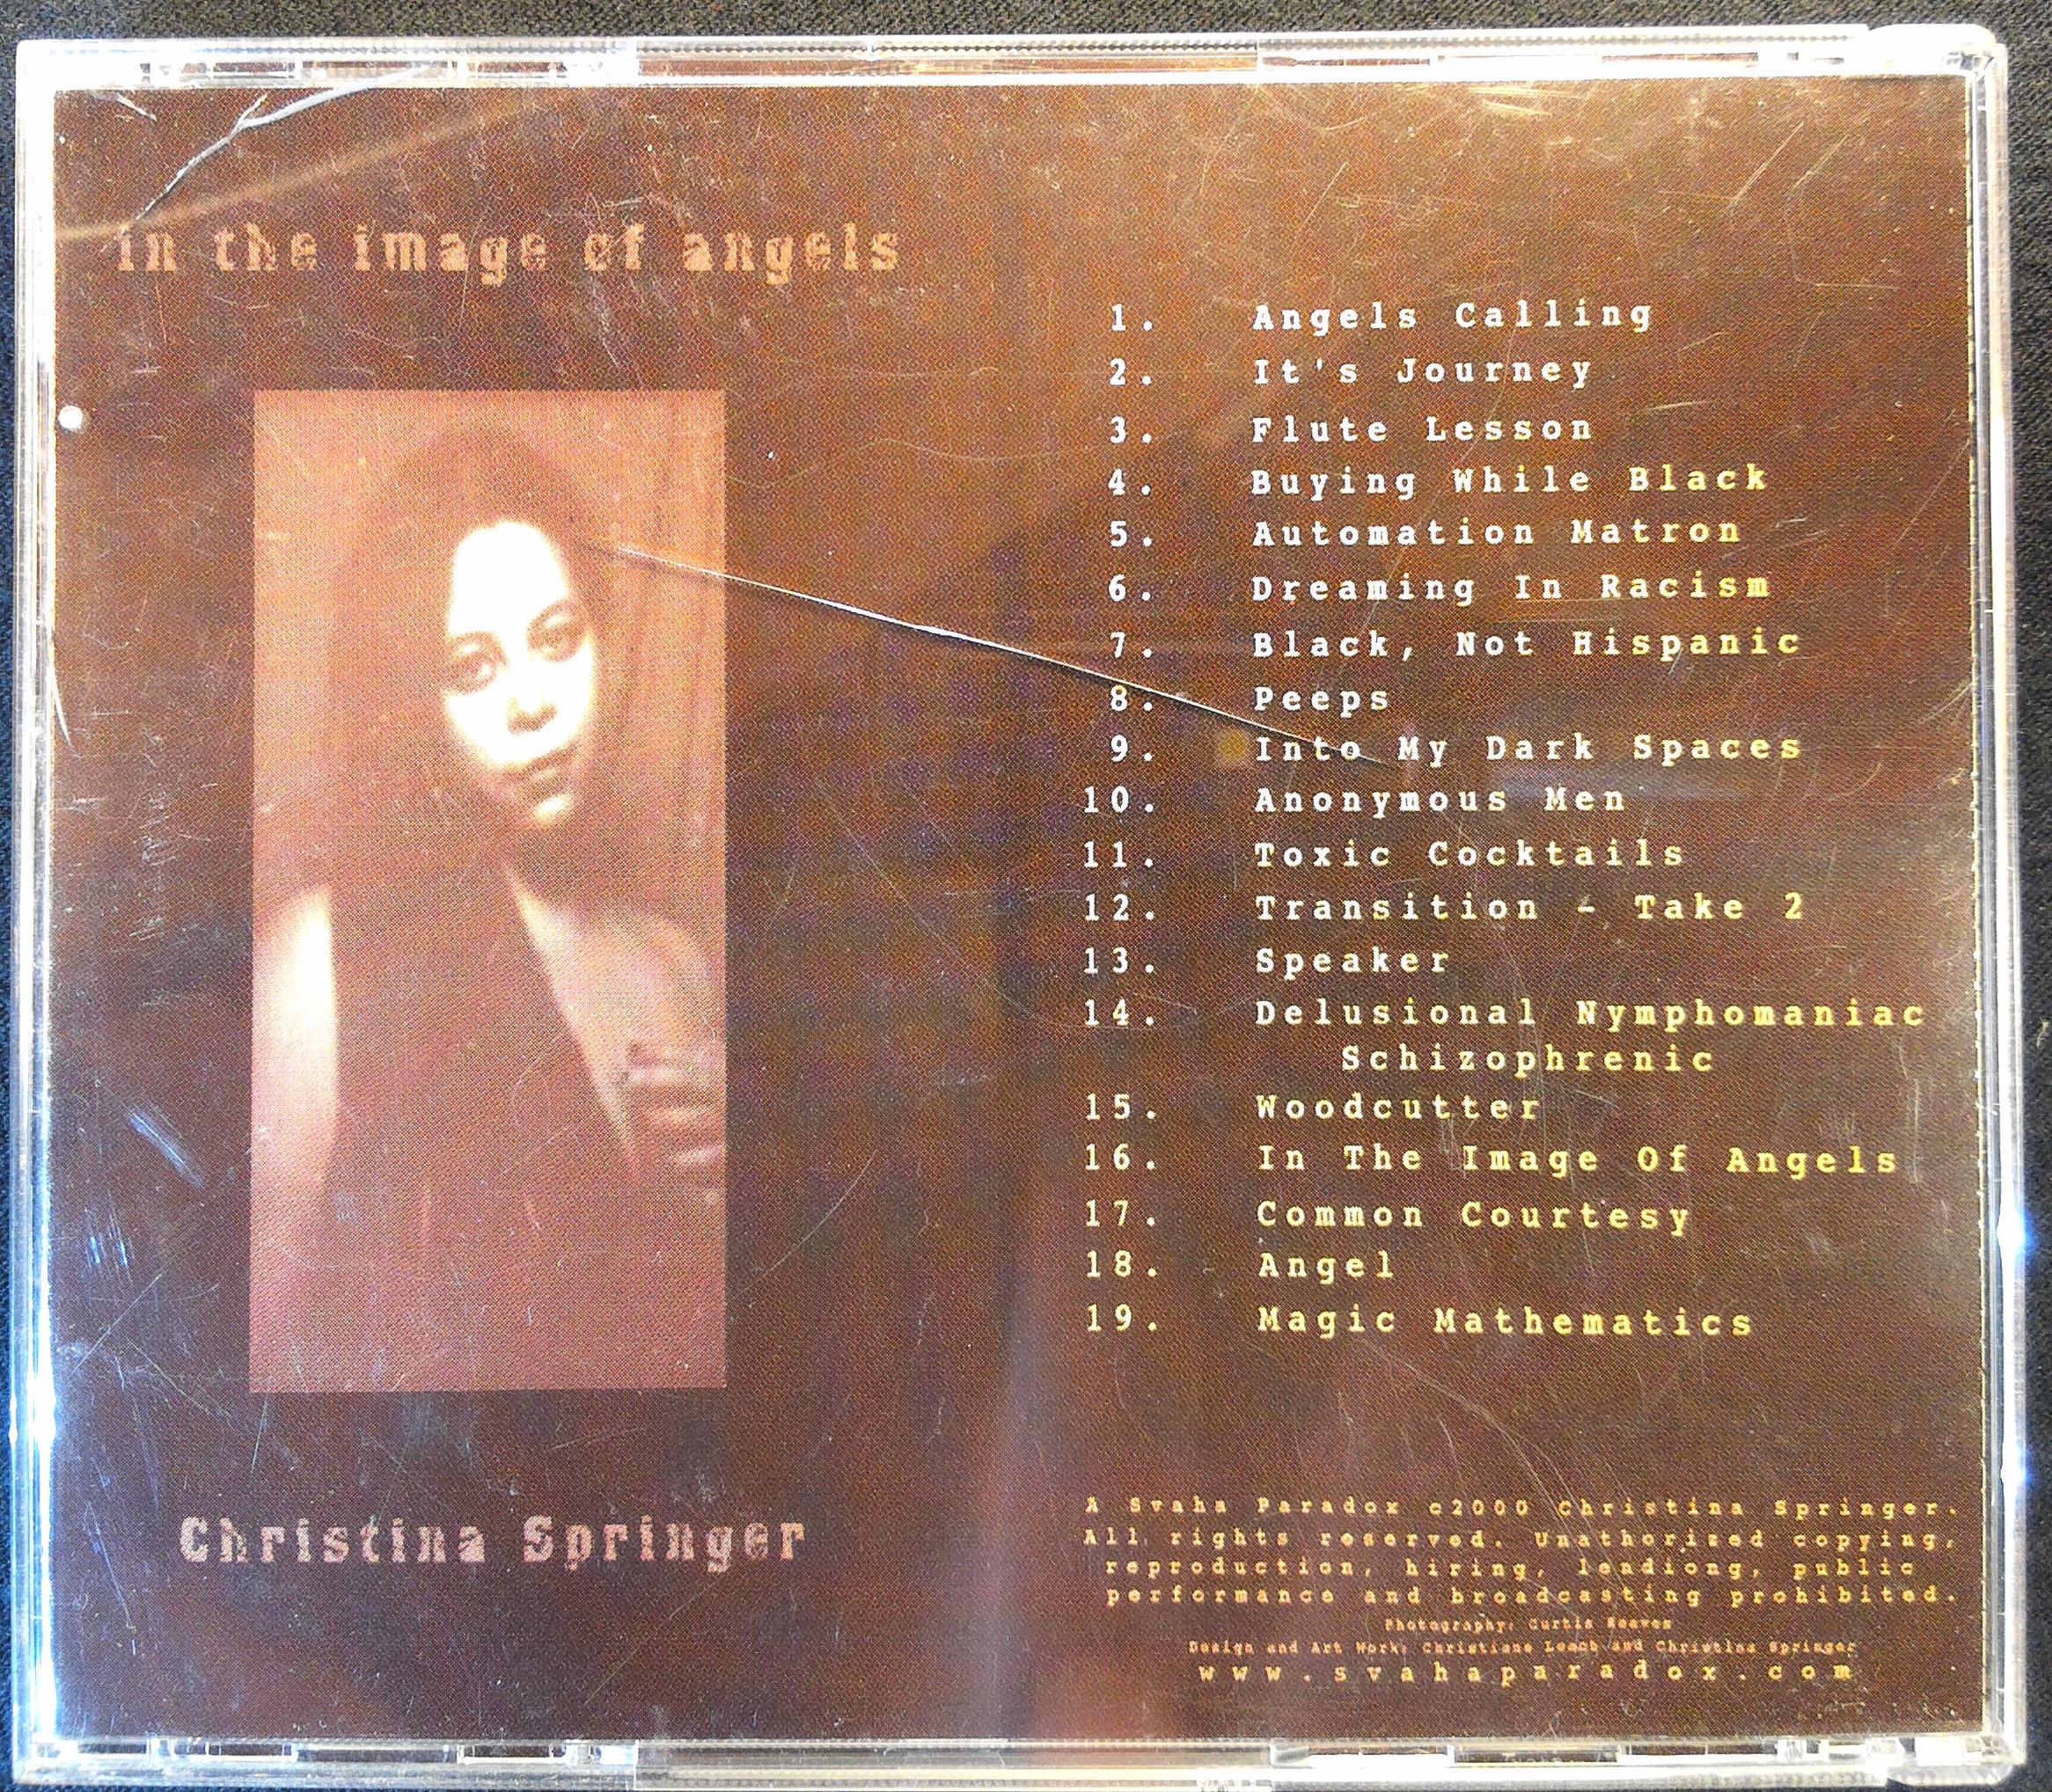 in the image of angels
1. Angels Calling
2. It's Journey
3. Flute Lesson
4. Buying While Black
5. Automation Matron
6. Dreaming In Racism
7. Black, Not Hispanic
8. Peeps
9. Into My Dark Spaces
10. Anonymous Men
11. Toxic Cocktails
12. Transition - Take 2
13. Speaker
14. Delusional Nymphomaniac
Schizophrenic
15. Woodcutter
16. In The Image Of Angels
17. Common Courtesy
18. Angel
19. Magic Mathematics
Christina Springer
A Svaha Paradox c2000 Christina Springer.
All rights reserved. Unathorized copying,
reproduction, hiring, lendiong, public
performance and broadcasting prohibited.
Photography: Curtis Reaves
Design and Art Work: Christiane Leach and Christina Springer
www.svahaparadox.com